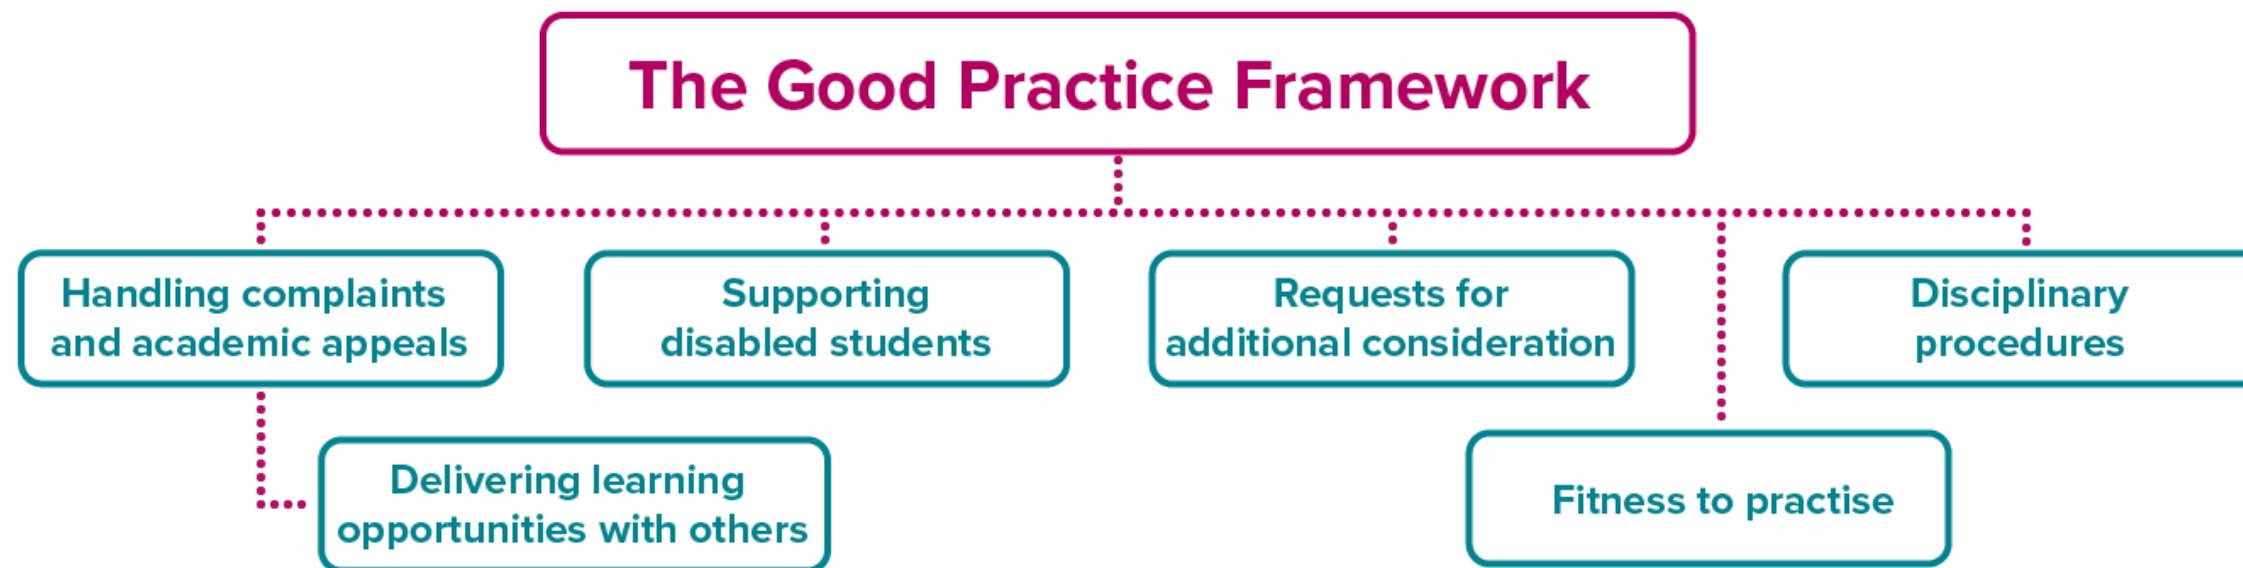 The Good Practice Framework
Handling complaints
and academic appeals
Supporting
disabled students
Requests for
additional consideration
Disciplinary
procedures
Delivering learning
opportunities with others
Fitness to practise